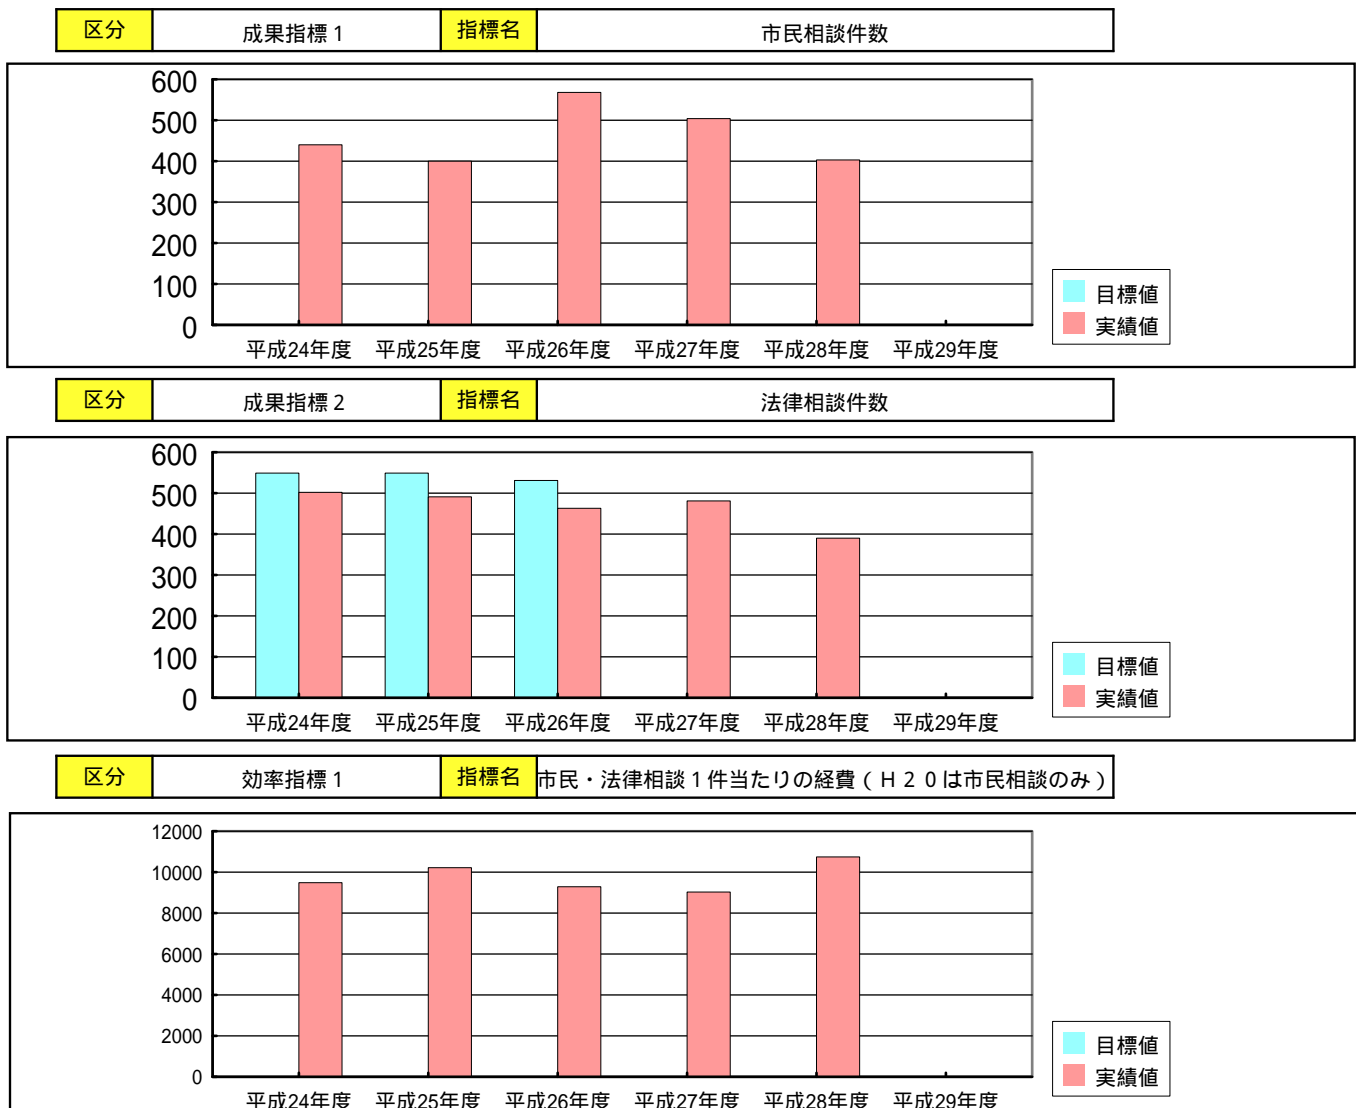 区分 成果指標1 指標名 市民相談件数
600
500
400
300
200
100
0
平成24年度 平成25年度 平成26年度 平成27年度 平成28年度 平成29年度
目標値
実績値
区分 成果指標2 指標名 法律相談件数
600
500
400
300
200
100
0
平成24年度 平成25年度 平成26年度 平成27年度 平成28年度 平成29年度
目標値
実績値
区分 効率指標1 指標名 市民・法律相談1件当たりの経費(H20は市民相談のみ)
12000
10000
8000
6000
4000
2000
0
平成24年度 平成25年度 平成26年度 平成27年度 平成28年度 平成29年度
目標値
実績値